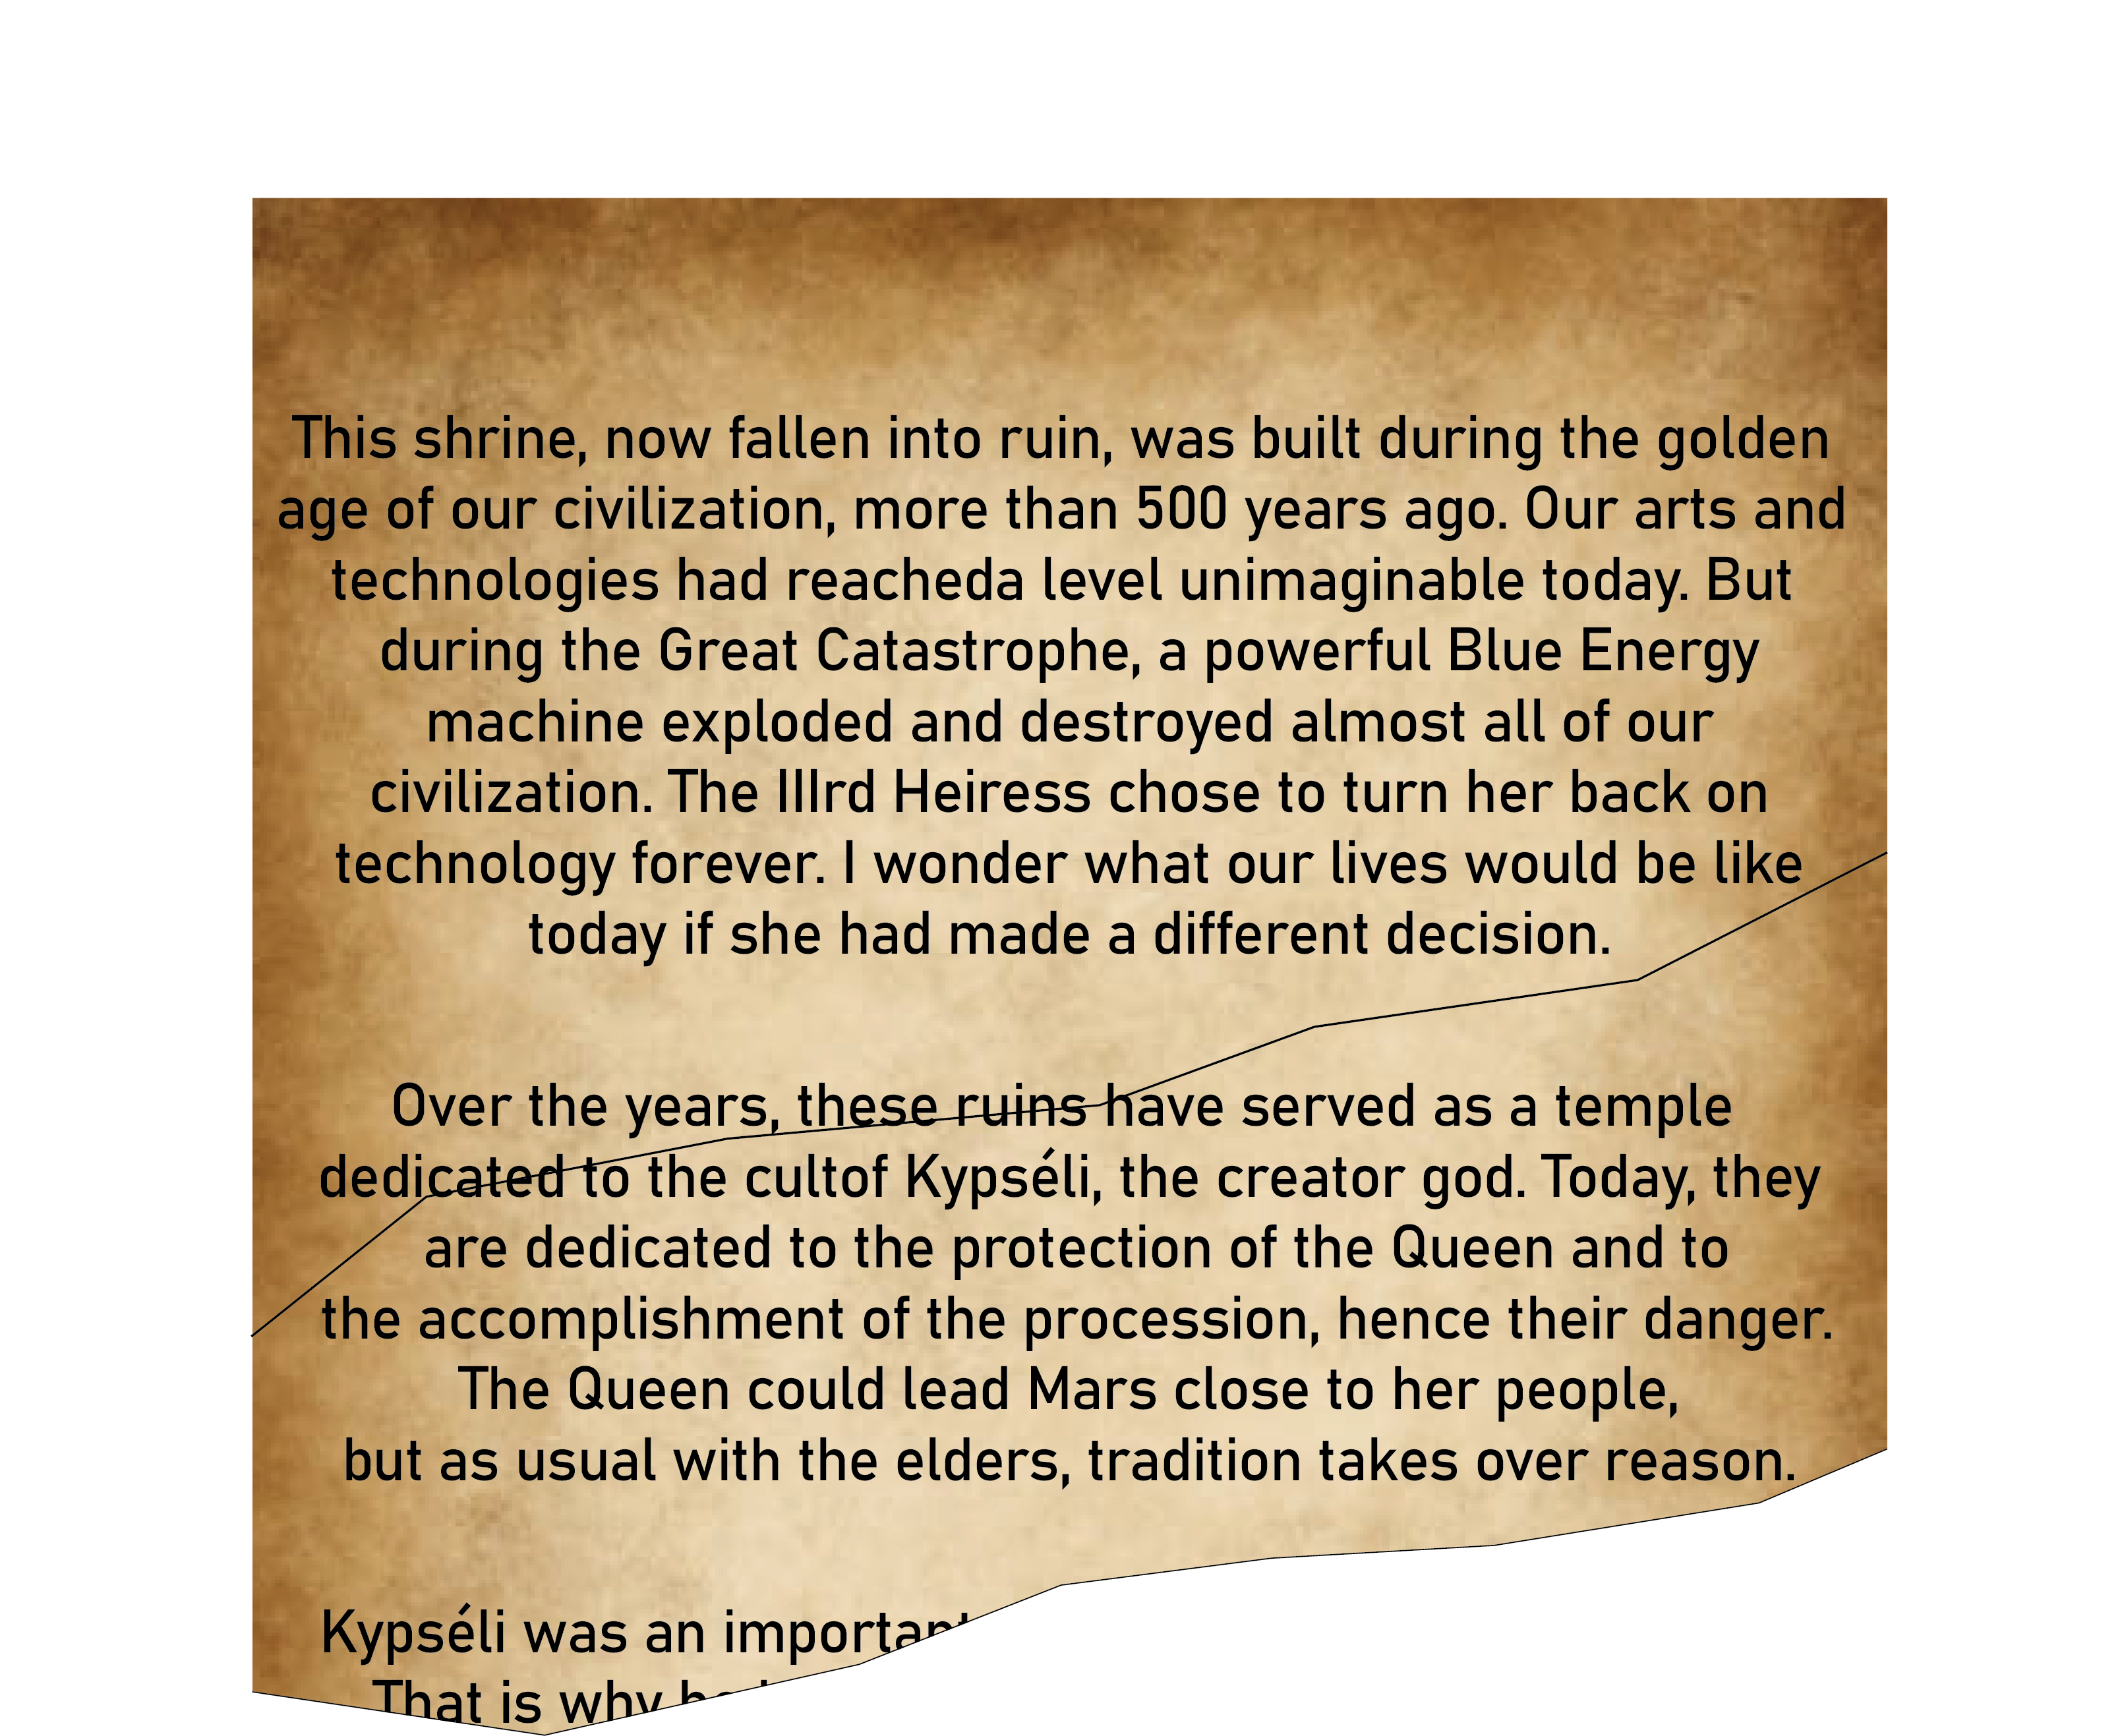 This shrine, now fallen into ruin, was built during the golden
age of our civilization, more than 500 years ago. Our arts and
technologies had reacheda level unimaginable today. But
during the Great Catastrophe, a powerful Blue Energy
machine exploded and destroyed almost all of our
civilization. The IIIrd Heiress chose to turn her back on
technology forever. I wonder what our lives would be like
today if she had made a different decision.
Over the years, these ruins have served as a temple
dedicated to the cultof Kypséli, the creator god. Today, they
are dedicated to the protection of the Queen and to
the accomplishment of the procession, hence their danger.
The Queen could lead Mars close to her people,
but as usual with the elders, tradition takes over reason.
Kypséli was an important
That is why